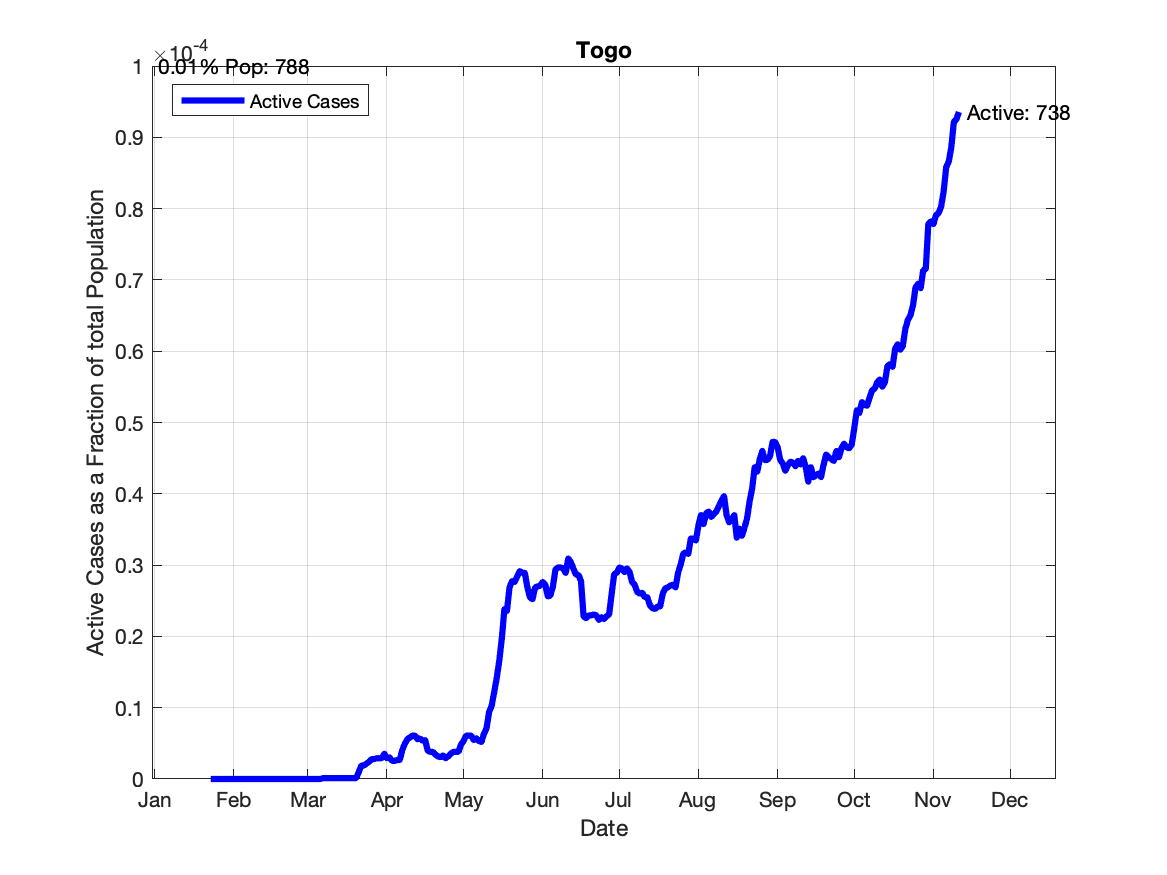 Togo
×10-4
0.01% Pop: 788
Active Cases
Active: 738
1
0.9
0.8
0.7
0.6
0.5
0.4
0.3
0.2
0.1
0
Active Cases as a Fraction of total Population
Jan Feb Mar Apr May Jun Jul Aug Sep Oct Nov Dec
Date